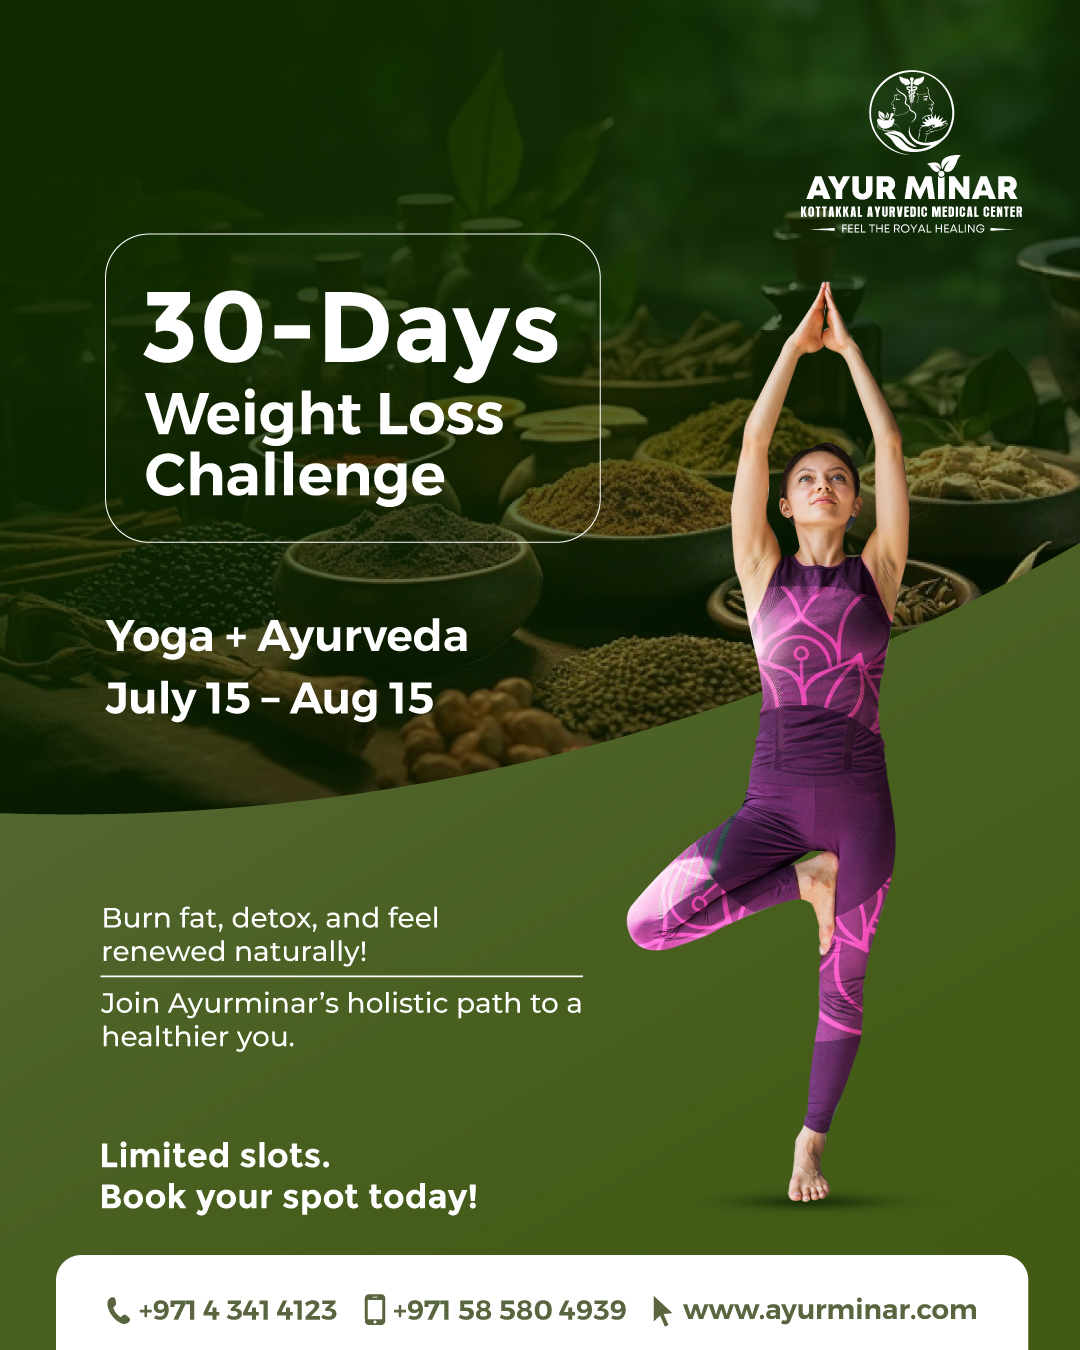 AYUR MINAR
KOTTAKKAL AYURVEDIC MEDICAL CENTER
FEEL THE ROYAL HEALING
30-Days
Weight Loss
Challenge
Yoga + Ayurveda
July 15 – Aug 15
Burn fat, detox, and feel
renewed naturally!
Join Ayurminar’s holistic path to a
healthier you.
Limited slots.
Book your spot today!
+971 4 341 4123 +971 58 580 4939 www.ayurminar.com